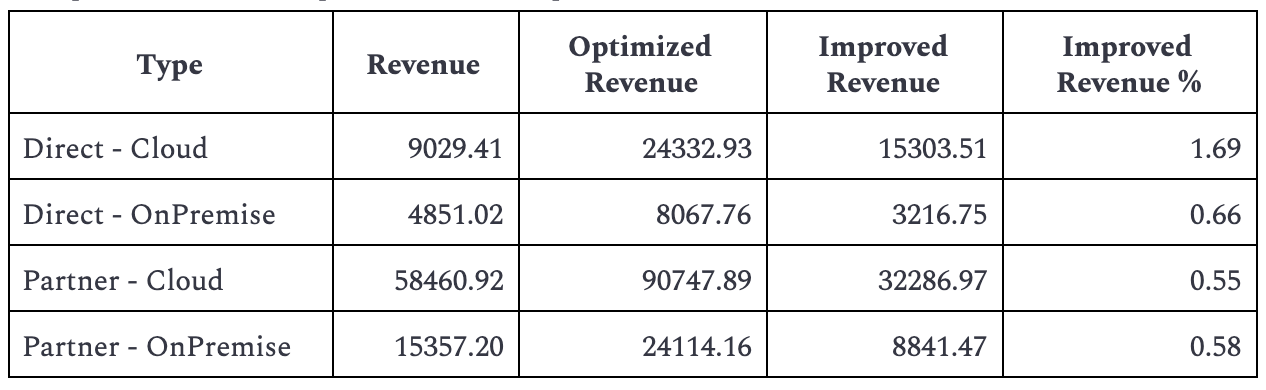 Type Revenue Optimized Revenue Improved Revenue Improved Revenue %
Direct - Cloud 9029.41 24332.93 15303.51 1.69
Direct - OnPremise 4851.02 8067.76 3216.75 0.66
Partner - Cloud 58460.92 90747.89 32286.97 0.55
Partner - OnPremise 15357.20 24114.16 8841.47 0.58